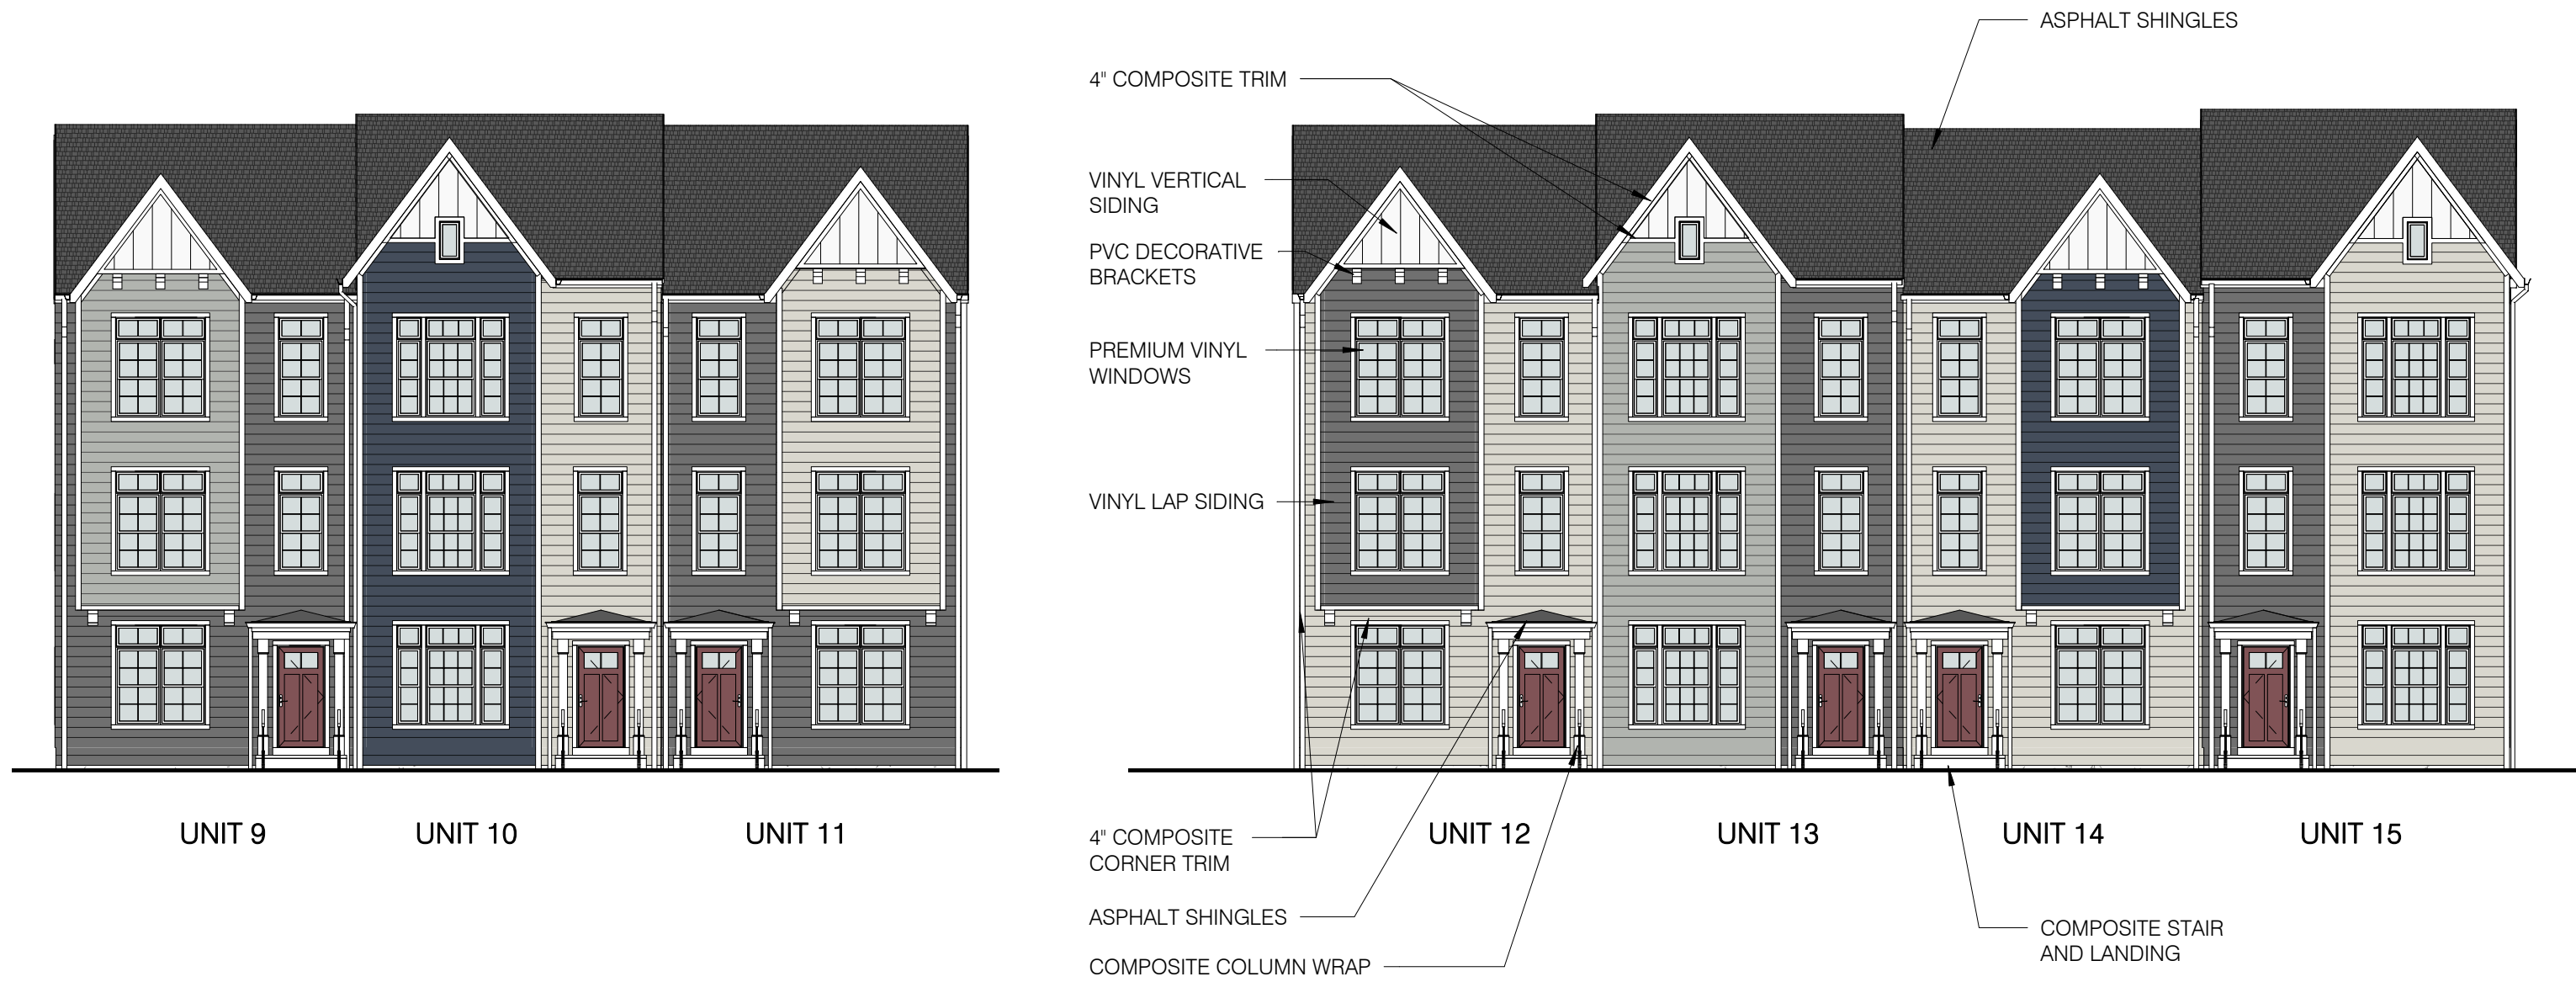 ASPHALT SHINGLES
4" COMPOSITE TRIM
VINYL VERTICAL
SIDING
PVC DECORATIVE
BRACKETS
PREMIUM VINYL
WINDOWS
VINYL LAP SIDING
UNIT 9
UNIT 10
UNIT 11
UNIT 12
UNIT 13
UNIT 14
UNIT 15
4" COMPOSITE
CORNER TRIM
ASPHALT SHINGLES
COMPOSITE COLUMN WRAP
COMPOSITE STAIR
AND LANDING